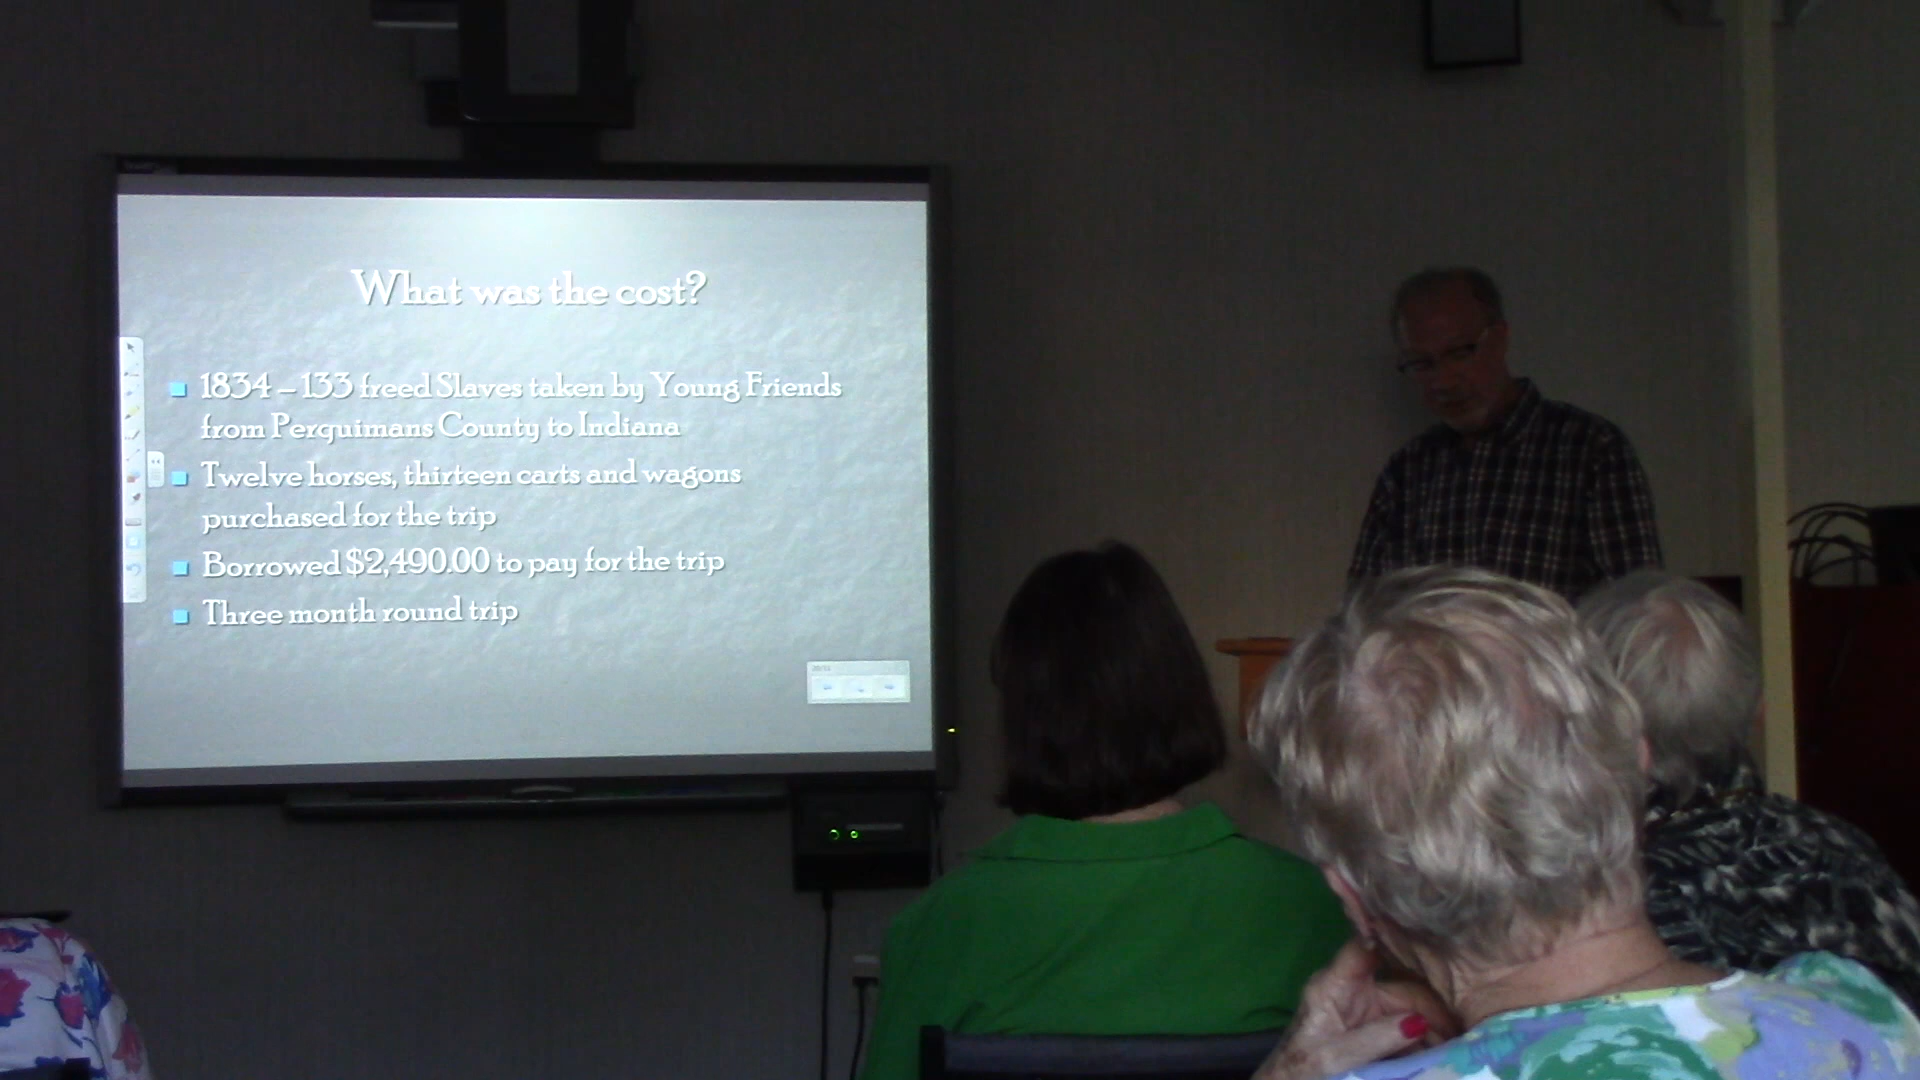 What was the cost?
1834 – 133 freed Slaves taken by Young Friends
from Perquimans County to Indiana
Twelve horses, thirteen carts and wagons
purchased for the trip
Borrowed $2,490.00 to pay for the trip
Three month round trip